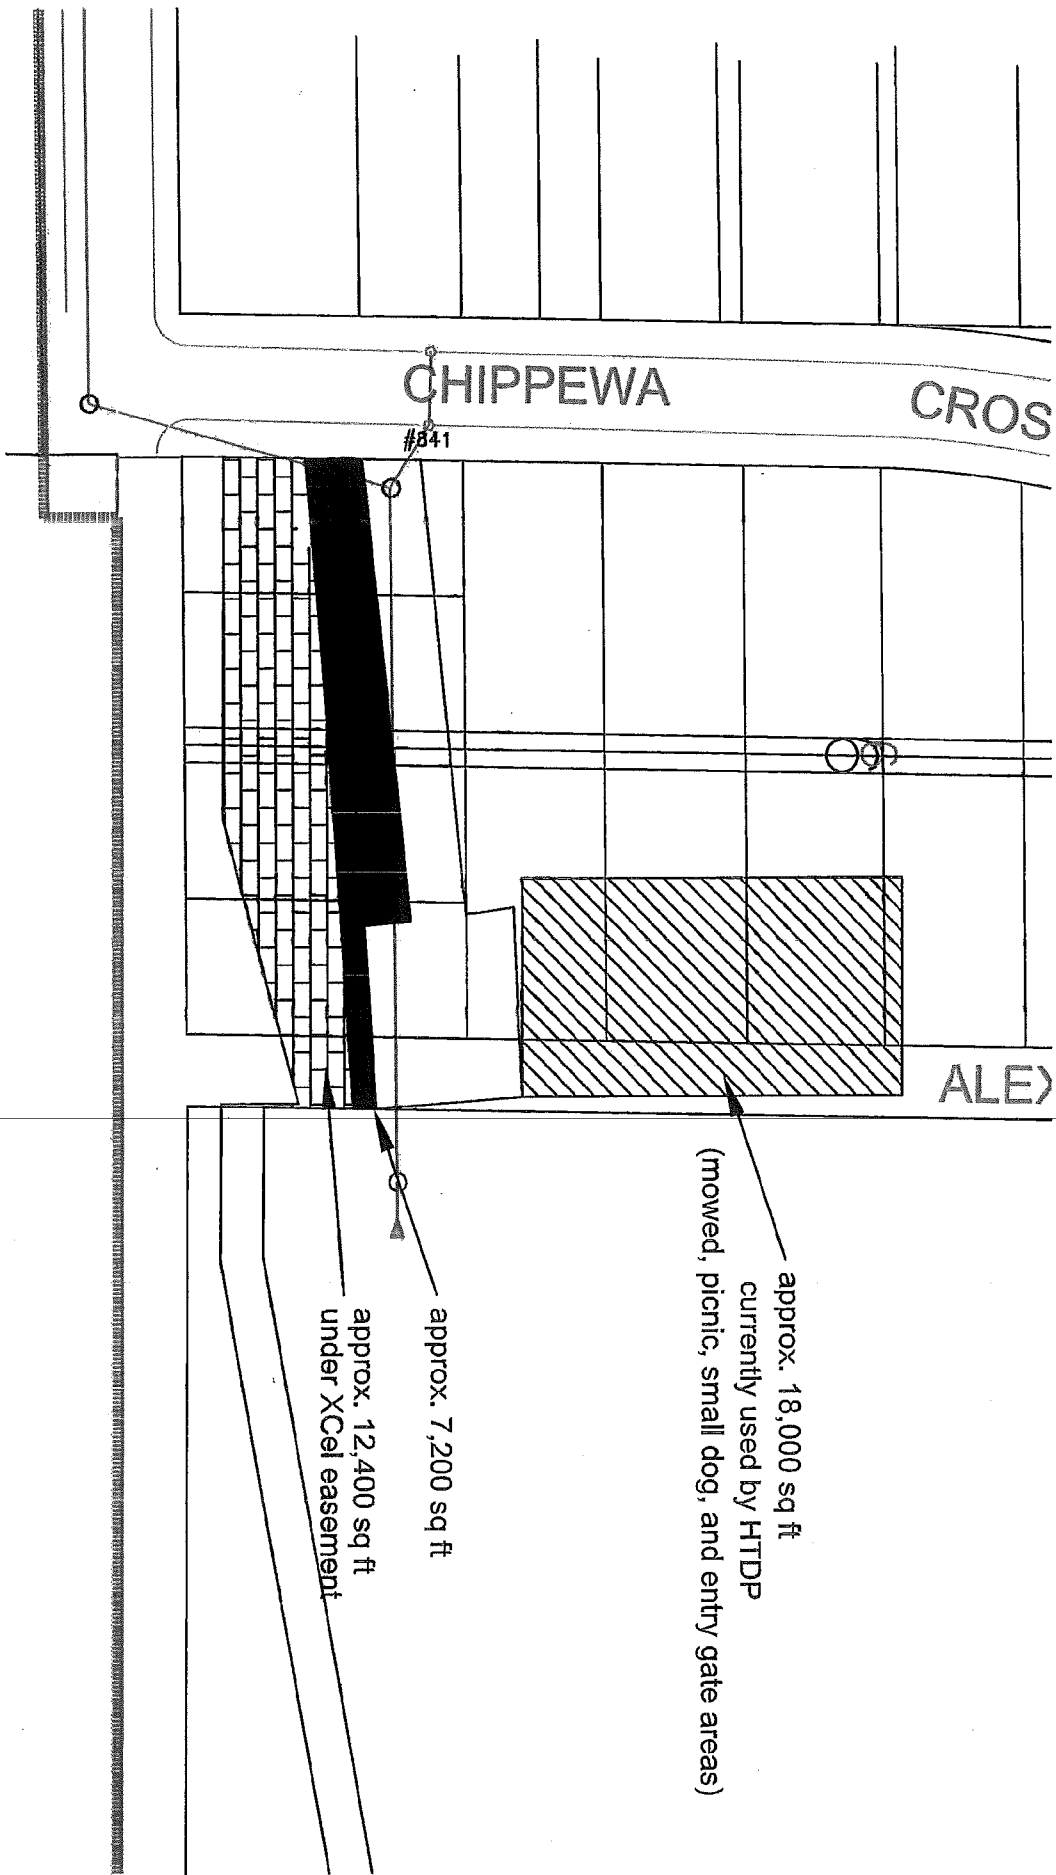 CHIPPEWA
CROS
#841
ALEX
approx. 18,000 sq ft
currently used by HTDP
(mowed, picnic, small dog, and entry gate areas)
approx. 7,200 sq ft
approx. 12,400 sq ft
under XCel easement